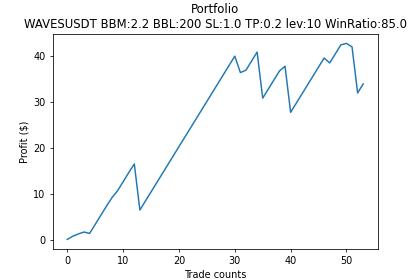 Portfolio
WAVESUSDT BBM:2.2 BBL:200 SL:1.0 TP:0.2 lev:10 WinRatio:85.0
40
30
20
10
0
Profit ($)
0 10 20 30 40 50
Trade counts